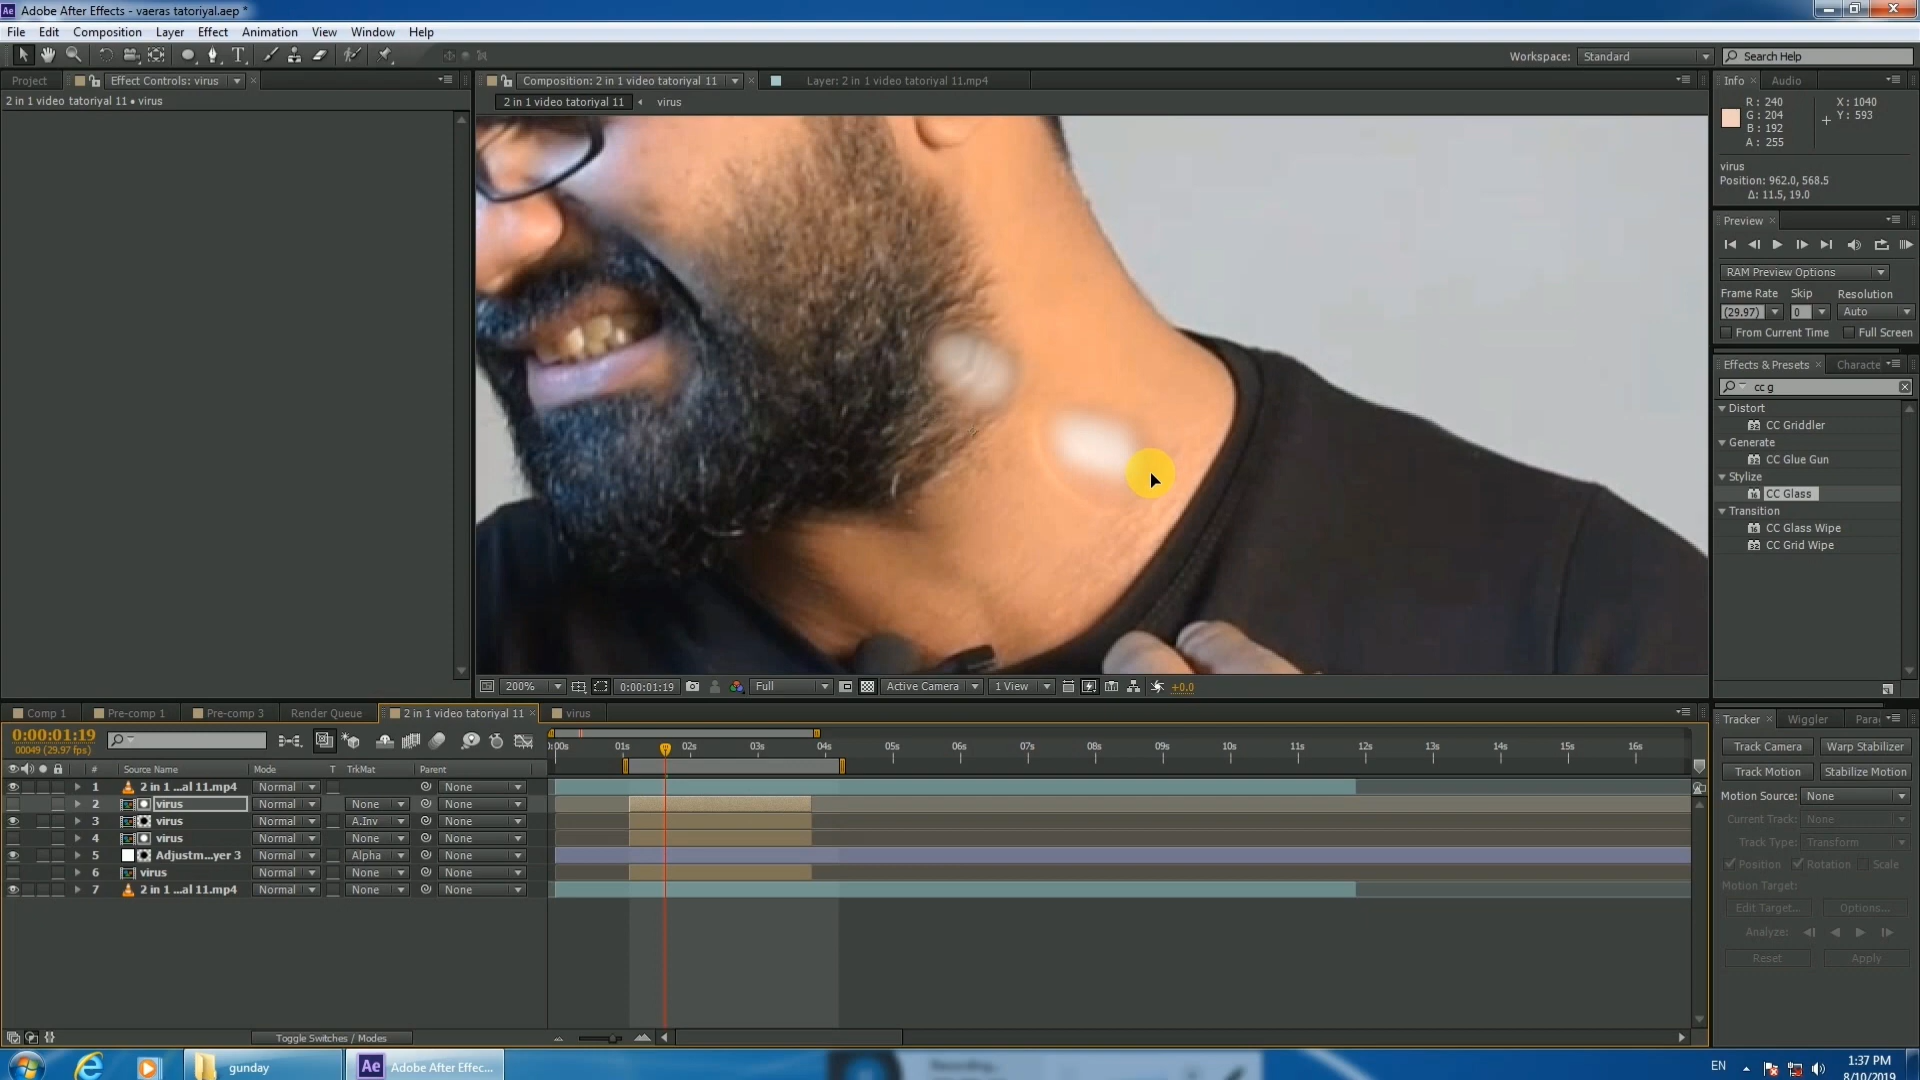 Adobe After Effects - vaeras tatoriyal.aep *
File Edit Composition Layer Effect Animation View Window Help
Workspace: Standard Search Help
Project Effect Controls: virus Composition: 2 in 1 video tatoriyal 11 Layer: 2 in 1 video tatoriyal 11.mp4 Info Audio
2 in 1 video tatoriyal 11 • virus
2 in 1 video tatoriyal 11 virus
R: 240 X: 1040
G: 204 Y: 593
B: 192
A: 255
virus
Position: 962.0, 568.5
Δ: 11.5, 19.0
Preview
RAM Preview Options
Frame Rate Skip Resolution
(29.97) 0 Auto
From Current Time Full Screen
Effects & Presets Characte
cc g
Distort
CC Griddler
Generate
CC Glue Gun
Stylize
CC Glass
Transition
CC Glass Wipe
CC Grid Wipe
200% 0:00:01:19 Full Active Camera 1 View +0.0
Comp 1 Pre-comp 1 Pre-comp 3 Render Queue 2 in 1 video tatoriyal 11 virus
0:00:01:19
00049 (29.97 fps)
:00s 01s 02s 03s 04s 05s 06s 07s 08s 09s 10s 11s 12s 13s 14s 15s 16s
# Source Name Mode T TrkMat Parent
1 2 in 1 ...al 11.mp4 Normal None
2 virus Normal None None
3 virus Normal A.Inv None
4 virus Normal None None
5 Adjustm...yer 3 Normal Alpha None
6 virus Normal None None
7 2 in 1 ...al 11.mp4 Normal None None
Toggle Switches / Modes
Tracker Wiggler Para
Track Camera Warp Stabilizer
Track Motion Stabilize Motion
Motion Source: None
Current Track: None
Track Type: Transform
Position Rotation Scale
Motion Target:
Edit Target... Options...
Analyze:
Reset Apply
gunday Ae Adobe After Effec...
Recording...
EN 1:37 PM
8/10/2019